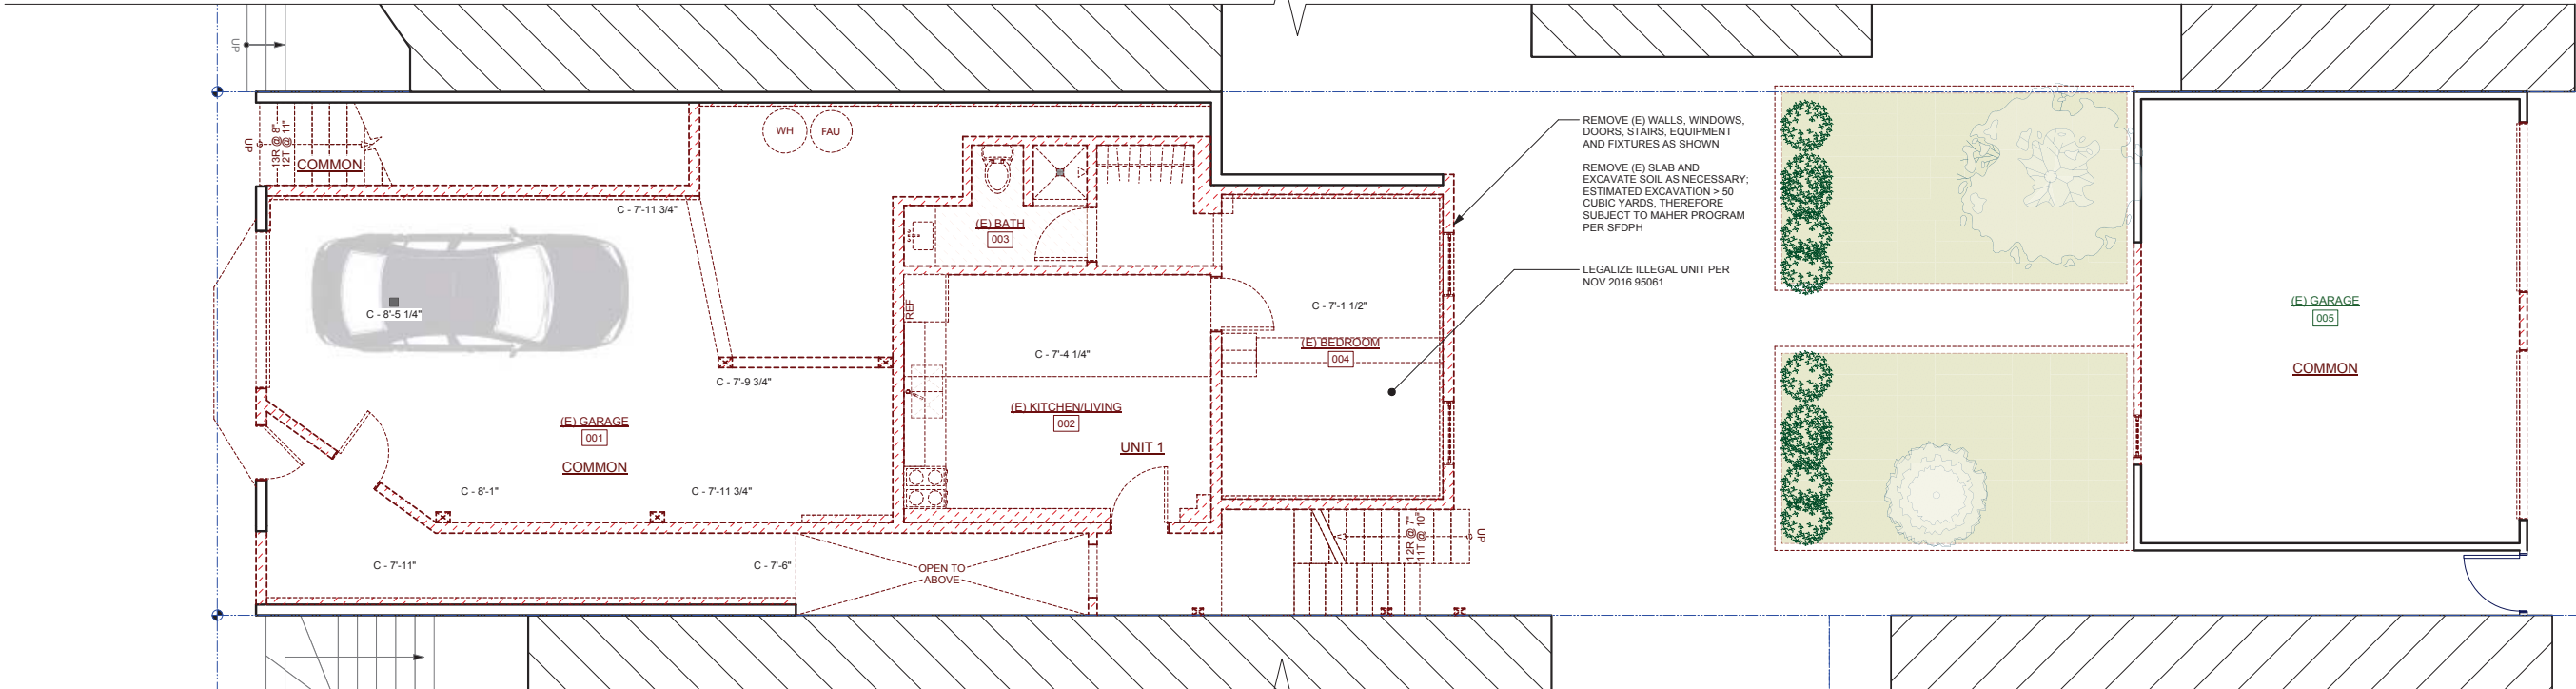 UP
UP
13R @ 8"
12T @ 11"
COMMON
WH
FAU
C - 7'-11 3/4"
C - 8'-5 1/4"
(E) BATH
003
REF
C - 7'-1 1/2"
(E) BEDROOM
004
C - 7'-4 1/4"
C - 7'-9 3/4"
(E) GARAGE
001
COMMON
(E) KITCHEN/LIVING
002
UNIT 1
C - 8'-1"
C - 7'-11 3/4"
C - 7'-11"
C - 7'-6"
OPEN TO
ABOVE
12R @ 7"
11T @ 10"
UP
REMOVE (E) WALLS, WINDOWS,
DOORS, STAIRS, EQUIPMENT
AND FIXTURES AS SHOWN
REMOVE (E) SLAB AND
EXCAVATE SOIL AS NECESSARY;
ESTIMATED EXCAVATION > 50
CUBIC YARDS, THEREFORE
SUBJECT TO MAHER PROGRAM
PER SFDPH
LEGALIZE ILLEGAL UNIT PER
NOV 2016 95061
(E) GARAGE
005
COMMON